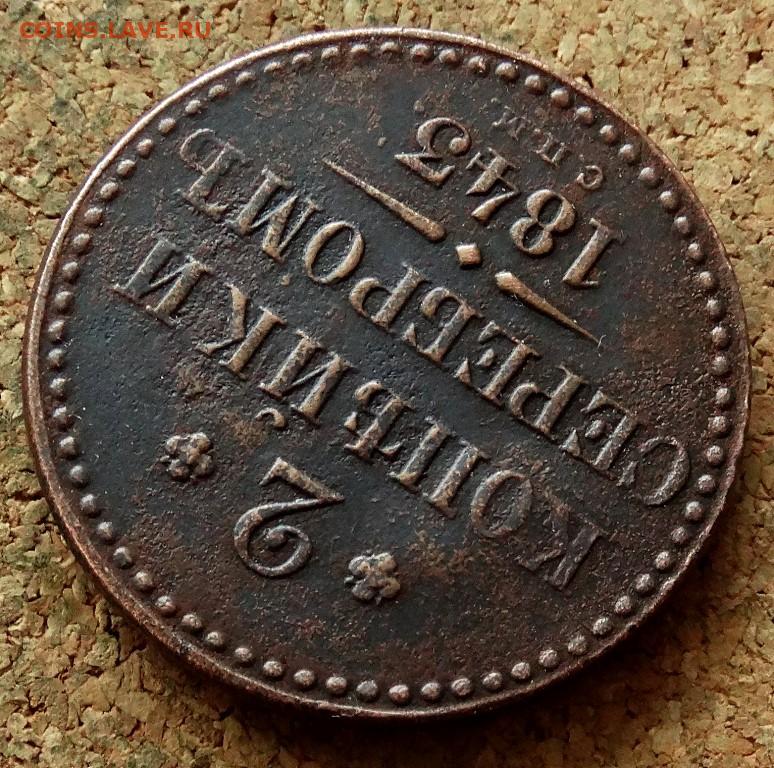 COINS.LAVE.RU
2
КОПѢЙКИ
СЕРЕБРОМЪ
1843
С.П.М.